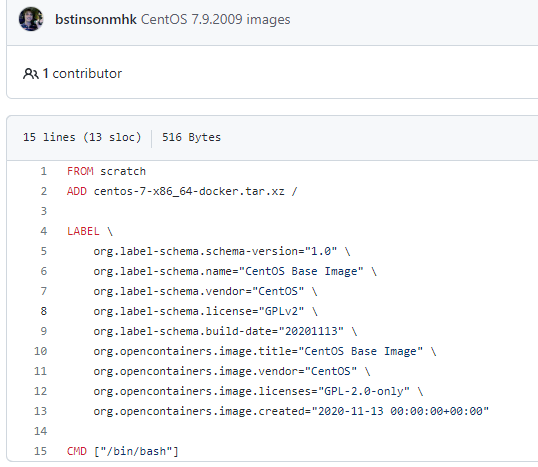 bstinsonmhk CentOS 7.9.2009 images
1 contributor
15 lines (13 sloc) 516 Bytes
1 FROM scratch
2 ADD centos-7-x86_64-docker.tar.xz /
3
4 LABEL \
5 org.label-schema.schema-version="1.0" \
6 org.label-schema.name="CentOS Base Image" \
7 org.label-schema.vendor="CentOS" \
8 org.label-schema.license="GPLv2" \
9 org.label-schema.build-date="20201113" \
10 org.opencontainers.image.title="CentOS Base Image" \
11 org.opencontainers.image.vendor="CentOS" \
12 org.opencontainers.image.licenses="GPL-2.0-only" \
13 org.opencontainers.image.created="2020-11-13 00:00:00+00:00"
14
15 CMD ["/bin/bash"]